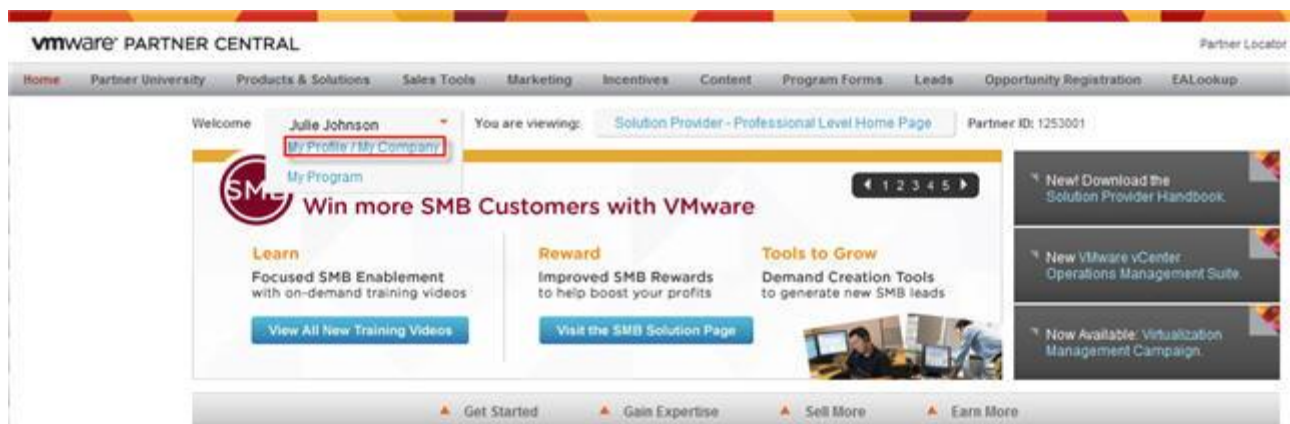 vmware® PARTNER CENTRAL
Partner Locator
Home Partner University Products & Solutions Sales Tools Marketing Incentives Content Program Forms Leads Opportunity Registration EALookup
Welcome Julie Johnson You are viewing: Solution Provider - Professional Level Home Page Partner ID: 1253001
My Profile / My Company
My Program
SMB
Win more SMB Customers with VMware
1 2 3 4 5
Learn
Focused SMB Enablement
with on-demand training videos
View All New Training Videos
Reward
Improved SMB Rewards
to help boost your profits
Visit the SMB Solution Page
Tools to Grow
Demand Creation Tools
to generate new SMB leads
New! Download the
Solution Provider Handbook.
New VMware vCenter
Operations Management Suite.
Now Available: Virtualization
Management Campaign.
Get Started Gain Expertise Sell More Earn More